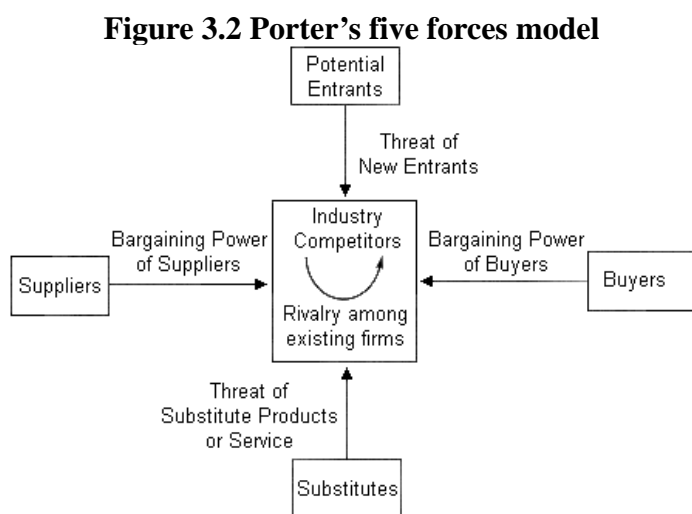 Figure 3.2 Porter's five forces model
Potential
Entrants
Threat of
New Entrants
Industry
Competitors
Bargaining Power
of Suppliers
Bargaining Power
of Buyers
Suppliers
Buyers
Rivalry among
existing firms
Threat of
Substitute Products
or Service
Substitutes